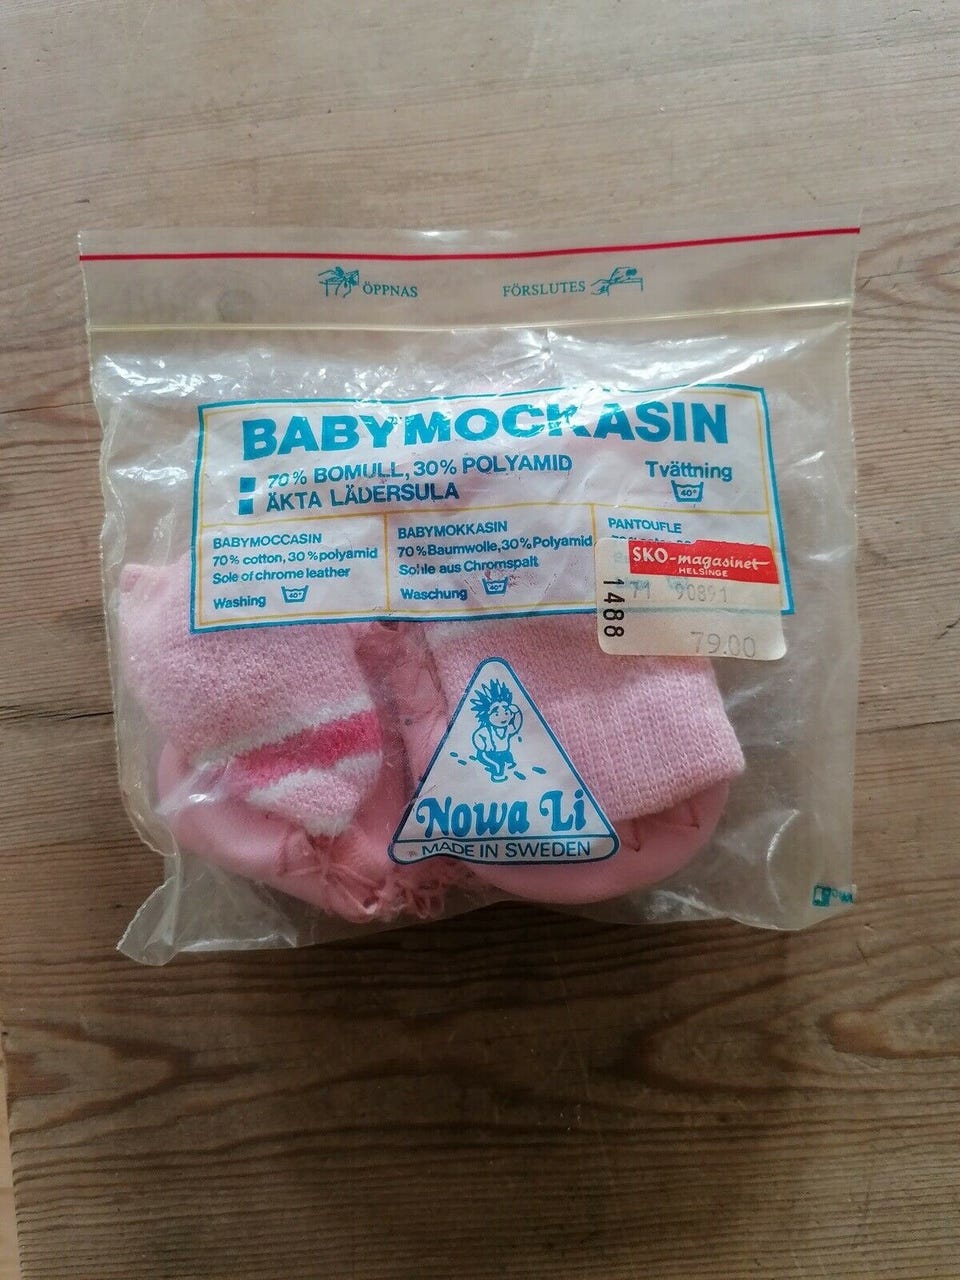 ÖPPNAS FÖRSLUTES
BABYMOCKASIN
70% BOMULL, 30% POLYAMID
ÄKTA LÄDERSULA
Tvättning
40°
BABYMOCCASIN
70% cotton, 30% polyamid
Sole of chrome leather
Washing 40°
BABYMOKKASIN
70% Baumwolle, 30% Polyamid
Sohle aus Chromspalt
Waschung 40°
PANTOUFLE
SKO-magasinet
HELSINGE
71 90891
1488
79.00
Nowa Li
MADE IN SWEDEN